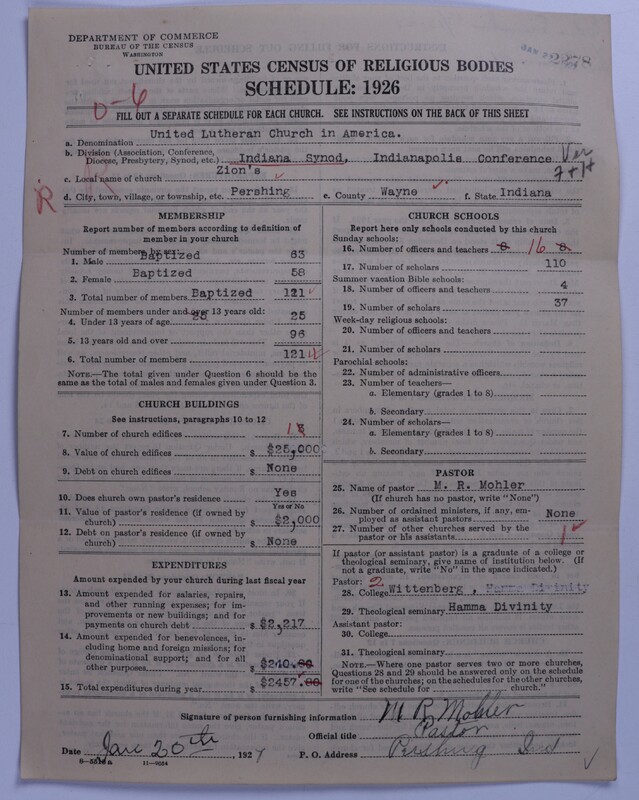 DEPARTMENT OF COMMERCE
BUREAU OF THE CENSUS
WASHINGTON
2278
UNITED STATES CENSUS OF RELIGIOUS BODIES
SCHEDULE: 1926
0-6
FILL OUT A SEPARATE SCHEDULE FOR EACH CHURCH. SEE INSTRUCTIONS ON THE BACK OF THIS SHEET
a. Denomination United Lutheran Church in America.
b. Division (Association, Conference, Diocese, Presbytery, Synod, etc.) Indiana Synod, Indianapolis Conference
c. Local name of church Zion's
d. City, town, village, or township, etc. Pershing e. County Wayne f. State Indiana
R
MEMBERSHIP
Report number of members according to definition of
member in your church
Number of members by sex:
1. Male Baptized 63
2. Female Baptized 58
3. Total number of members Baptized 121
Number of members under and over 13 years old:
4. Under 13 years of age 25 25
5. 13 years old and over 96
6. Total number of members 121
NOTE.—The total given under Question 6 should be the
same as the total of males and females given under Question 3.
CHURCH BUILDINGS
See instructions, paragraphs 10 to 12
7. Number of church edifices 1
8. Value of church edifices $ $25,000
9. Debt on church edifices $ None
10. Does church own pastor's residence Yes
Yes or No
11. Value of pastor's residence (if owned by
church) $ $2,000
12. Debt on pastor's residence (if owned by
church) $ None
EXPENDITURES
Amount expended by your church during last fiscal year
13. Amount expended for salaries, repairs,
and other running expenses; for im-
provements or new buildings; and for
payments on church debt $ $2,217
14. Amount expended for benevolences, in-
cluding home and foreign missions; for
denominational support; and for all
other purposes $ $240.00
15. Total expenditures during year $ $2457.00
CHURCH SCHOOLS
Report here only schools conducted by this church
Sunday schools:
16. Number of officers and teachers 8 16 8
17. Number of scholars 110
Summer vacation Bible schools:
18. Number of officers and teachers 4
19. Number of scholars 37
Week-day religious schools:
20. Number of officers and teachers
21. Number of scholars
Parochial schools:
22. Number of administrative officers
23. Number of teachers—
a. Elementary (grades 1 to 8)
b. Secondary
24. Number of scholars—
a. Elementary (grades 1 to 8)
b. Secondary
PASTOR
25. Name of pastor M. R. Mohler
(If church has no pastor, write "None")
26. Number of ordained ministers, if any, em-
ployed as assistant pastors None
27. Number of other churches served by the
pastor or his assistants 1
If pastor (or assistant pastor) is a graduate of a college or
theological seminary, give name of institution below. (If
not a graduate, write "No" in the space indicated.)
Pastor: 2
28. College Wittenberg , Hamma Divinity
29. Theological seminary Hamma Divinity
Assistant pastor:
30. College
31. Theological seminary
NOTE.—Where one pastor serves two or more churches,
Questions 28 and 29 should be answered only on the schedule
for one of the churches; on the schedules for the other churches,
write "See schedule for church."
Signature of person furnishing information M R Mohler
Official title Pastor
Date Jan 20th, 1927 P. O. Address Pershing Ind
11-9034